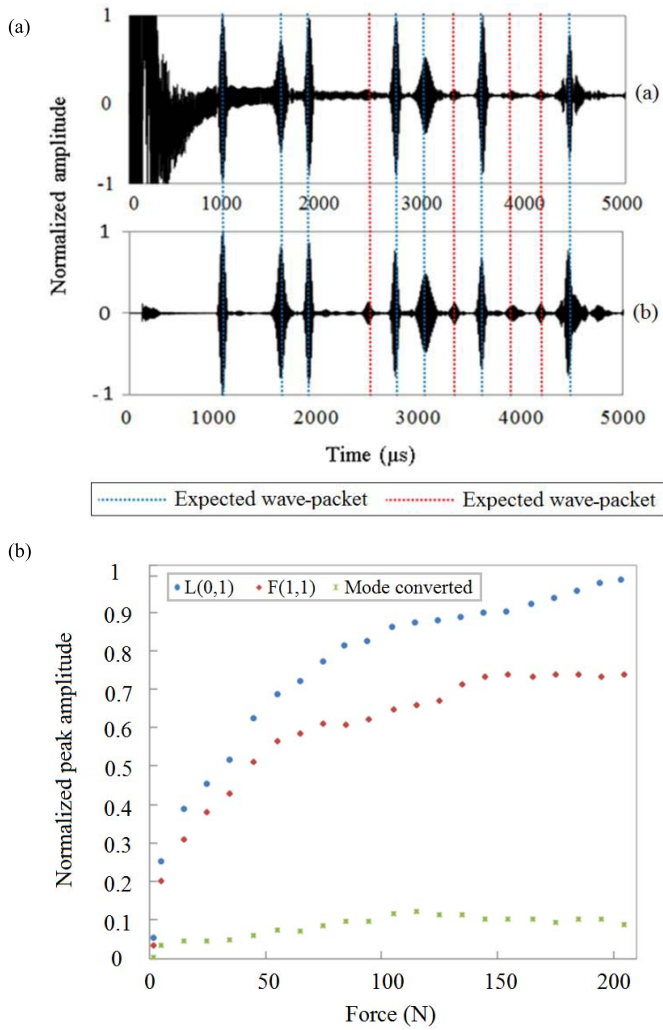 (a)
Normalized amplitude
1
0
-1
(a)
0 1000 2000 3000 4000 5000
1
0
-1
(b)
0 1000 2000 3000 4000 5000
Time (μs)
Expected wave-packet Expected wave-packet
(b)
Normalized peak amplitude
L(0,1) F(1,1) Mode converted
1
0.9
0.8
0.7
0.6
0.5
0.4
0.3
0.2
0.1
0
0 50 100 150 200
Force (N)